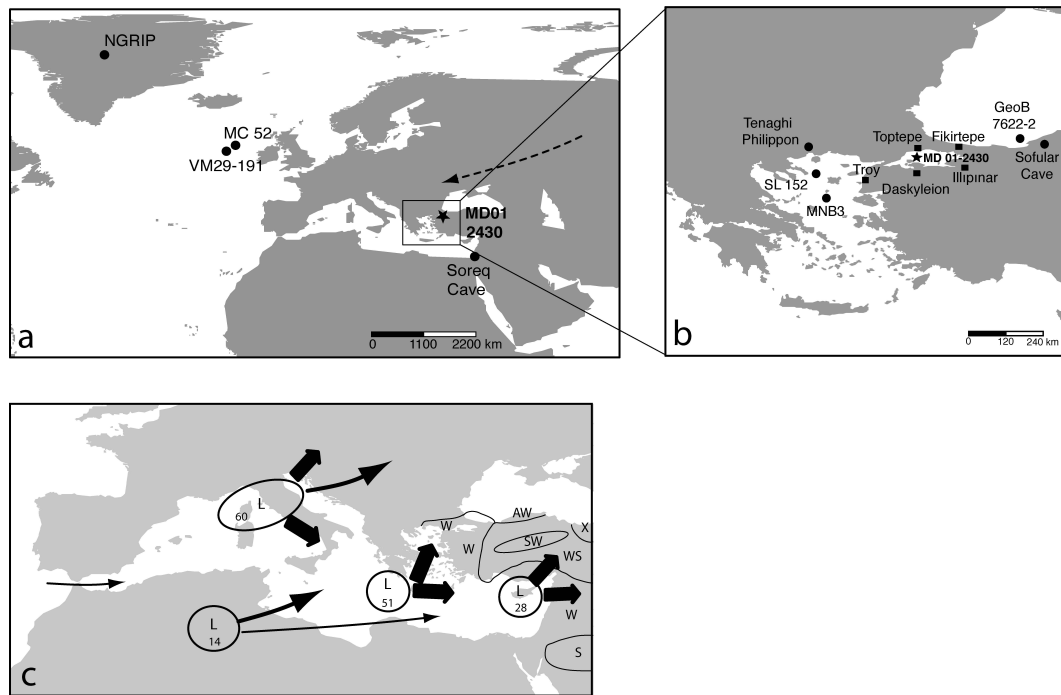 NGRIP
MC 52
VM29-191
MD01
2430
Soreq
Cave
a
0 1100 2200 km
GeoB
7622-2
Tenaghi
Philippon
Toptepe
Fikirtepe
MD 01-2430
Sofular
Cave
SL 152
Troy
Illıpınar
Daskyleion
MNB3
b
0 120 240 km
L
60
W
AW
X
W
SW
WS
L
51
L
28
W
L
14
S
c